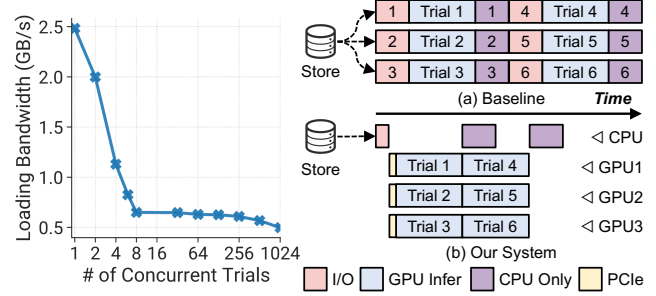 Loading Bandwidth (GB/s)
2.5
2.0
1.5
1.0
0.5
1 2 4 8 16 64 256 1024
# of Concurrent Trials
Store
1 Trial 1 1 4 Trial 4 4
2 Trial 2 2 5 Trial 5 5
3 Trial 3 3 6 Trial 6 6
(a) Baseline Time
Store
◁ CPU
Trial 1 Trial 4 ◁ GPU1
Trial 2 Trial 5 ◁ GPU2
Trial 3 Trial 6 ◁ GPU3
(b) Our System
I/O GPU Infer CPU Only PCIe